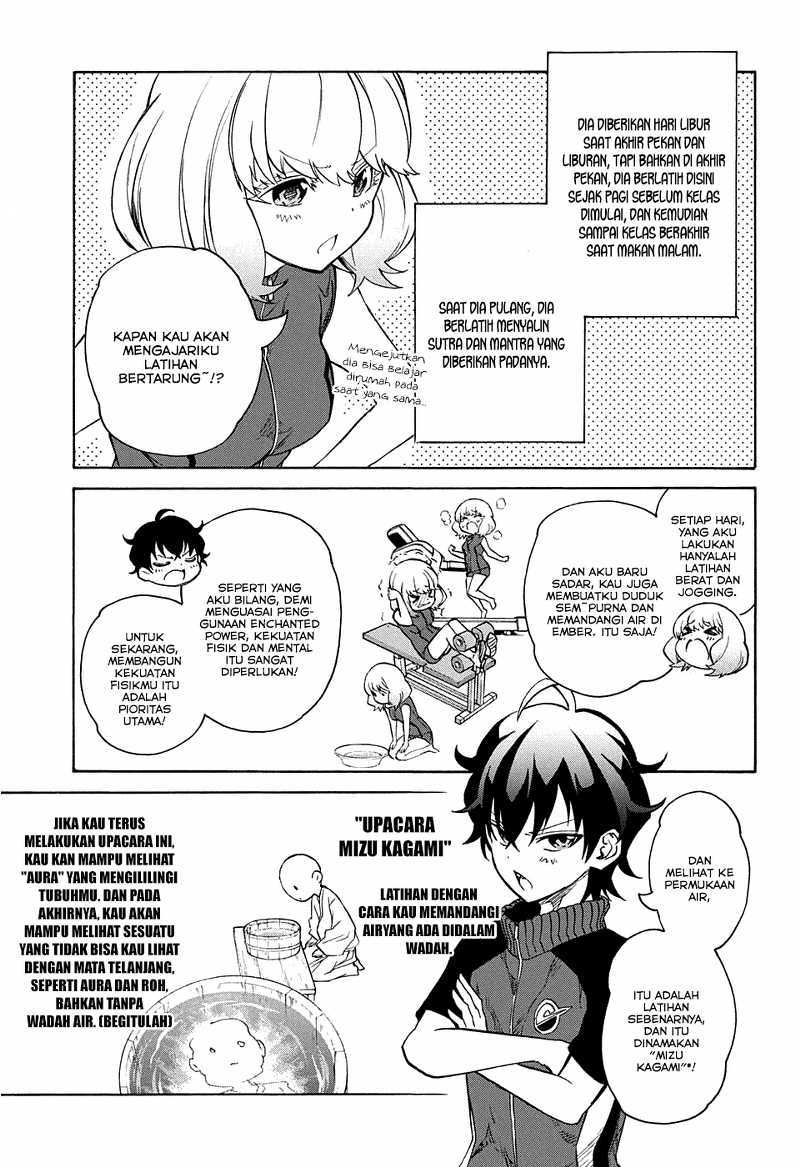 DIA DIBERIKAN HARI LIBUR
SAAT AKHIR PEKAN DAN
LIBURAN, TAPI BAHKAN DI AKHIR
PEKAN, DIA BERLATIH DISINI
SEJAK PAGI SEBELUM KELAS
DIMULAI, DAN KEMUDIAN
SAMPAI KELAS BERAKHIR
SAAT MAKAN MALAM.
SAAT DIA PULANG, DIA
BERLATIH MENYALIN
SUTRA DAN MANTRA YANG
DIBERIKAN PADANYA.
KAPAN KAU AKAN
MENGAJARIKU
LATIHAN
BERTARUNG~!?
Mengejutkan
dia bisa belajar
dirumah pada
saat yang sama...
SETIAP HARI,
YANG AKU
LAKUKAN
HANYALAH
LATIHAN
BERAT DAN
JOGGING.
DAN AKU BARU
SADAR, KAU JUGA
MEMBUATKU DUDUK
SEM~PURNA DAN
MEMANDANGI AIR DI
EMBER. ITU SAJA!
SEPERTI YANG
AKU BILANG, DEMI
MENGUASAI PENG-
GUNAAN ENCHANTED
POWER, KEKUATAN
FISIK DAN MENTAL
ITU SANGAT
DIPERLUKAN!
UNTUK
SEKARANG,
MEMBANGUN
KEKUATAN
FISIKMU ITU
ADALAH
PIORITAS
UTAMA!
DAN
MELIHAT KE
PERMUKAAN
AIR,
ITU ADALAH
LATIHAN
SEBENARNYA,
DAN ITU
DINAMAKAN
"MIZU
KAGAMI"*!
"UPACARA
MIZU KAGAMI"
LATIHAN DENGAN
CARA KAU MEMANDANGI
AIRYANG ADA DIDALAM
WADAH.
JIKA KAU TERUS
MELAKUKAN UPACARA INI,
KAU KAN MAMPU MELIHAT
"AURA" YANG MENGILILINGI
TUBUHMU. DAN PADA
AKHIRNYA, KAU AKAN
MAMPU MELIHAT SESUATU
YANG TIDAK BISA KAU LIHAT
DENGAN MATA TELANJANG,
SEPERTI AURA DAN ROH,
BAHKAN TANPA
WADAH AIR. (BEGITULAH)